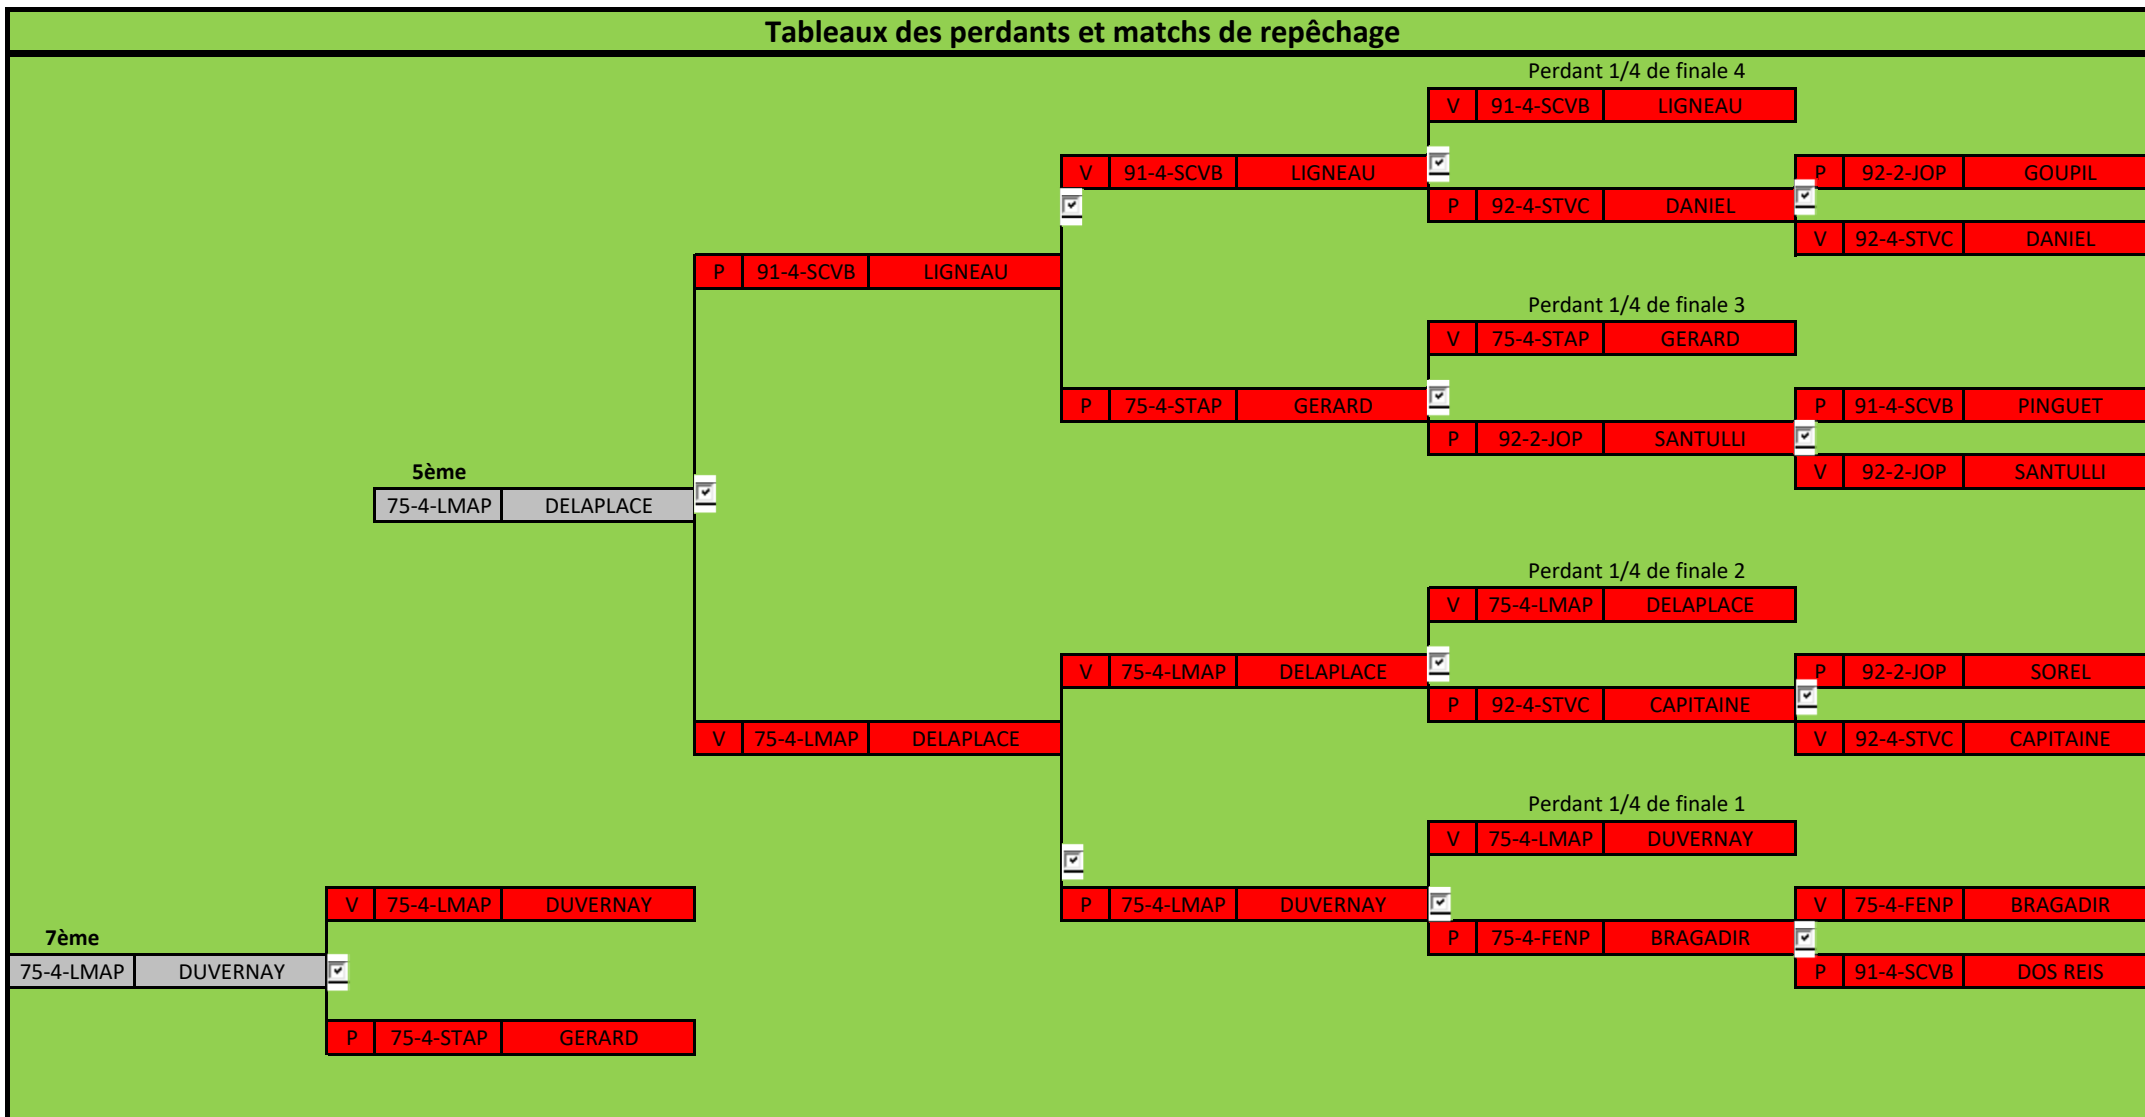 Tableaux des perdants et matchs de repêchage
Perdant 1/4 de finale 4
V 91-4-SCVB LIGNEAU
V 91-4-SCVB LIGNEAU P 92-2-JOP GOUPIL
P 92-4-STVC DANIEL
V 92-4-STVC DANIEL
P 91-4-SCVB LIGNEAU
Perdant 1/4 de finale 3
V 75-4-STAP GERARD
P 75-4-STAP GERARD P 91-4-SCVB PINGUET
P 92-2-JOP SANTULLI
5ème V 92-2-JOP SANTULLI
75-4-LMAP DELAPLACE
Perdant 1/4 de finale 2
V 75-4-LMAP DELAPLACE
V 75-4-LMAP DELAPLACE P 92-2-JOP SOREL
P 92-4-STVC CAPITAINE
V 75-4-LMAP DELAPLACE V 92-4-STVC CAPITAINE
Perdant 1/4 de finale 1
V 75-4-LMAP DUVERNAY
V 75-4-LMAP DUVERNAY P 75-4-LMAP DUVERNAY V 75-4-FENP BRAGADIR
7ème P 75-4-FENP BRAGADIR
75-4-LMAP DUVERNAY P 91-4-SCVB DOS REIS
P 75-4-STAP GERARD